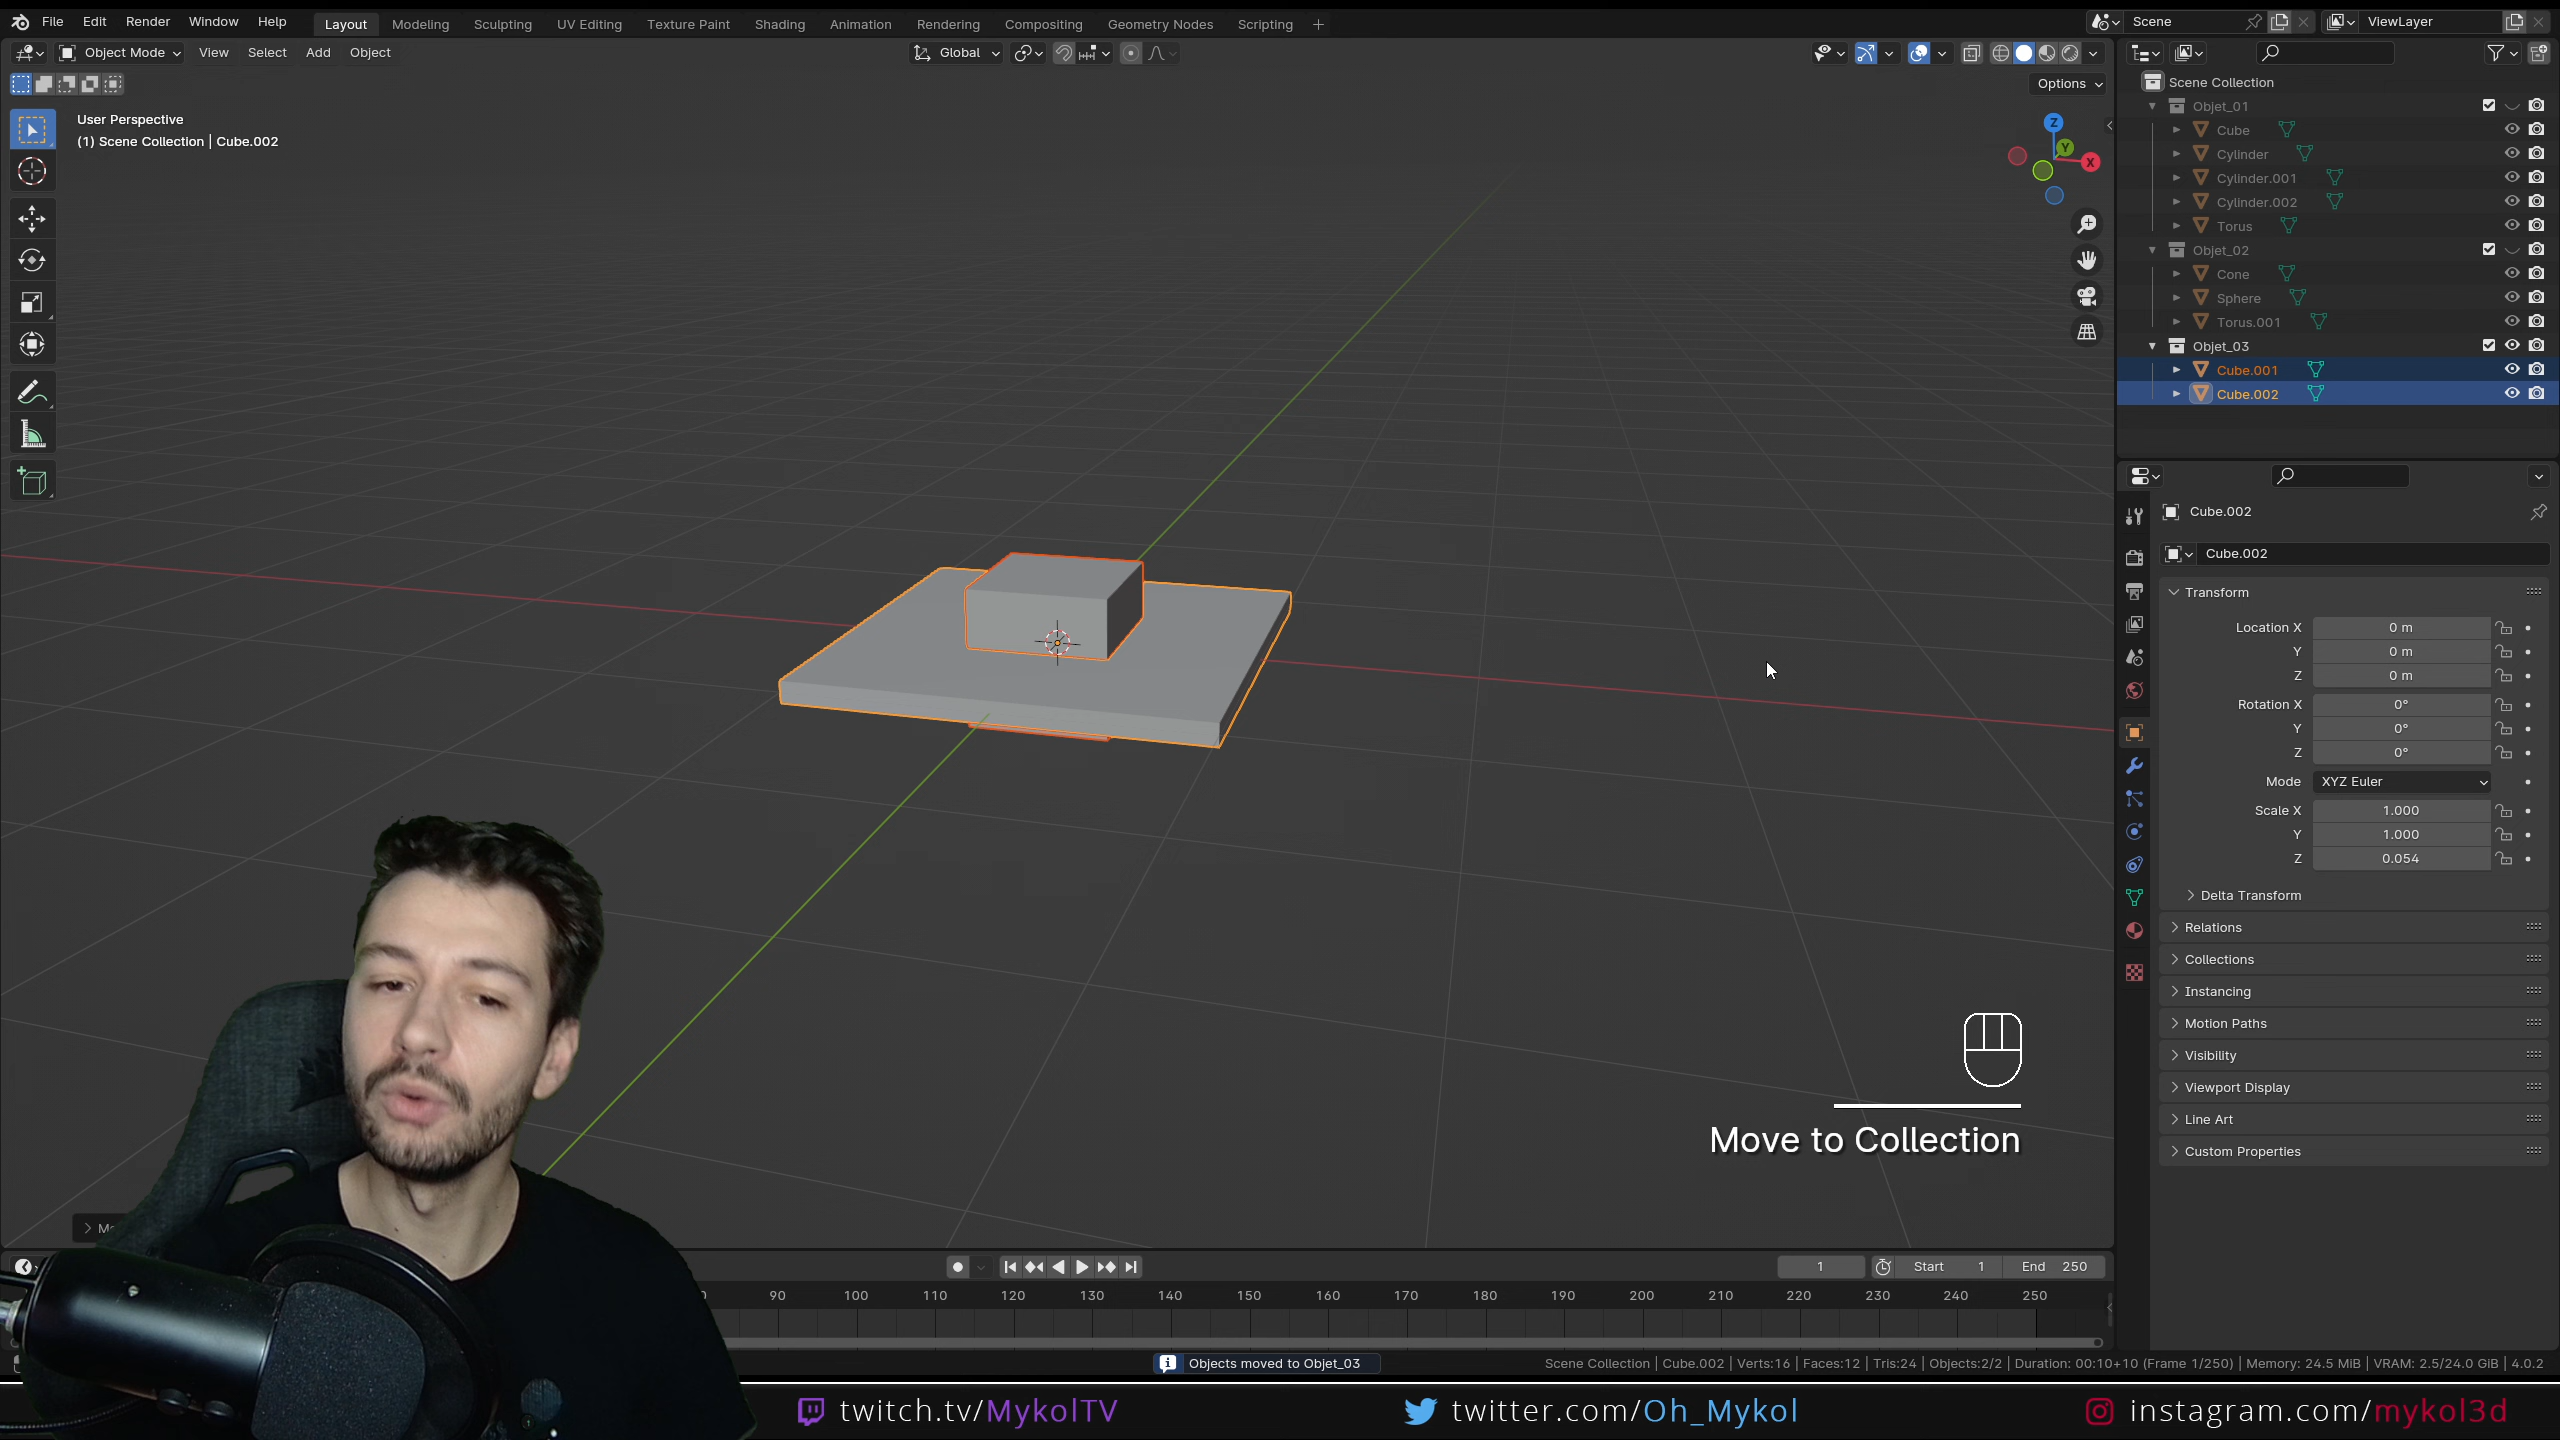 File Edit Render Window Help
Layout Modeling Sculpting UV Editing Texture Paint Shading Animation Rendering Compositing Geometry Nodes Scripting
Scene
ViewLayer
Object Mode View Select Add Object
Global
Options
User Perspective
(1) Scene Collection | Cube.002
Z
Y
X
Scene Collection
Objet_01
Cube
Cylinder
Cylinder.001
Cylinder.002
Torus
Objet_02
Cone
Sphere
Torus.001
Objet_03
Cube.001
Cube.002
Cube.002
Cube.002
Transform
Location X 0 m
Y 0 m
Z 0 m
Rotation X 0°
Y 0°
Z 0°
Mode XYZ Euler
Scale X 1.000
Y 1.000
Z 0.054
Delta Transform
Relations
Collections
Instancing
Motion Paths
Visibility
Viewport Display
Line Art
Custom Properties
Move to Collection
1 Start 1 End 250
90 100 110 120 130 140 150 160 170 180 190 200 210 220 230 240 250
Objects moved to Objet_03
Scene Collection | Cube.002 | Verts:16 | Faces:12 | Tris:24 | Objects:2/2 | Duration: 00:10+10 (Frame 1/250) | Memory: 24.5 MiB | VRAM: 2.5/24.0 GiB | 4.0.2
twitch.tv/MykolTV
twitter.com/Oh_Mykol
instagram.com/mykol3d